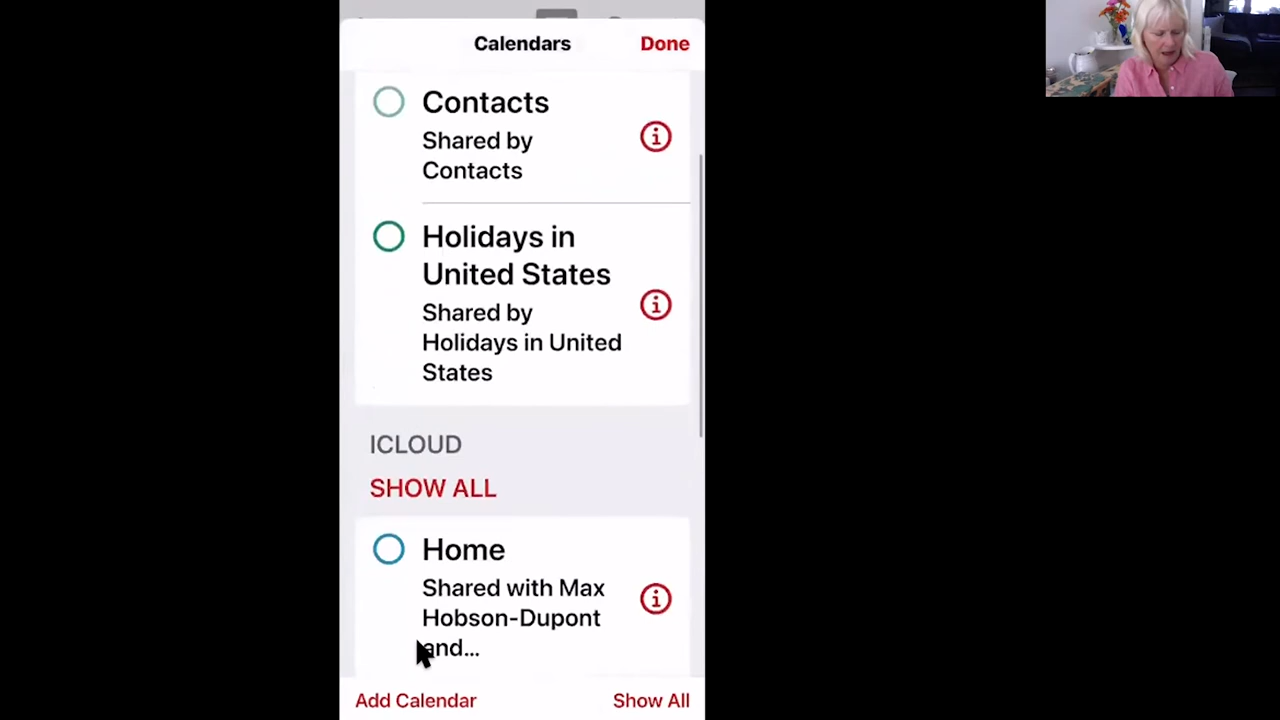 Calendars
Done
Contacts
Shared by
Contacts
Holidays in
United States
Shared by
Holidays in United
States
ICLOUD
SHOW ALL
Home
Shared with Max
Hobson-Dupont
and...
Add Calendar
Show All